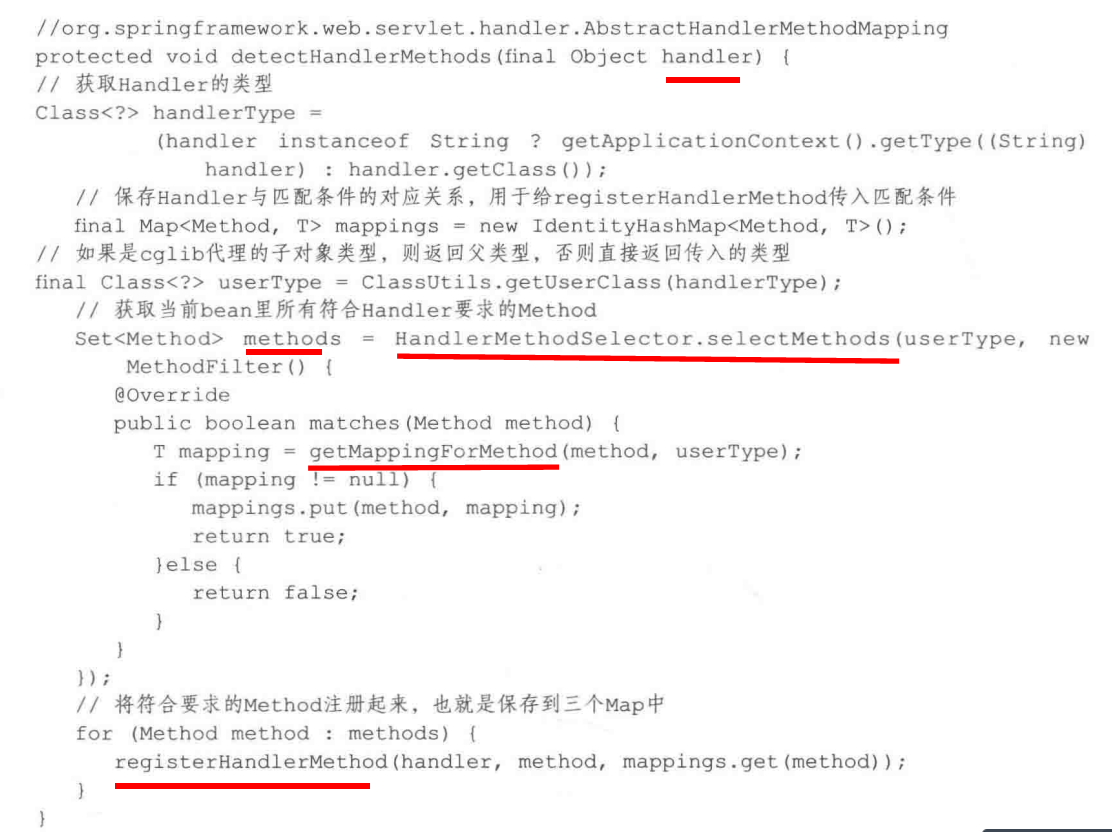 //org.springframework.web.servlet.handler.AbstractHandlerMethodMapping
protected void detectHandlerMethods(final Object handler) {
// 获取Handler的类型
Class<?> handlerType =
(handler instanceof String ? getApplicationContext().getType((String)
handler) : handler.getClass());
// 保存Handler与匹配条件的对应关系，用于给registerHandlerMethod传入匹配条件
final Map<Method, T> mappings = new IdentityHashMap<Method, T>();
// 如果是cglib代理的子对象类型，则返回父类型，否则直接返回传入的类型
final Class<?> userType = ClassUtils.getUserClass(handlerType);
// 获取当前bean里所有符合Handler要求的Method
Set<Method> methods = HandlerMethodSelector.selectMethods(userType, new
MethodFilter() {
@Override
public boolean matches(Method method) {
T mapping = getMappingForMethod(method, userType);
if (mapping != null) {
mappings.put(method, mapping);
return true;
}else {
return false;
}
}
});
// 将符合要求的Method注册起来，也就是保存到三个Map中
for (Method method : methods) {
registerHandlerMethod(handler, method, mappings.get(method));
}
}